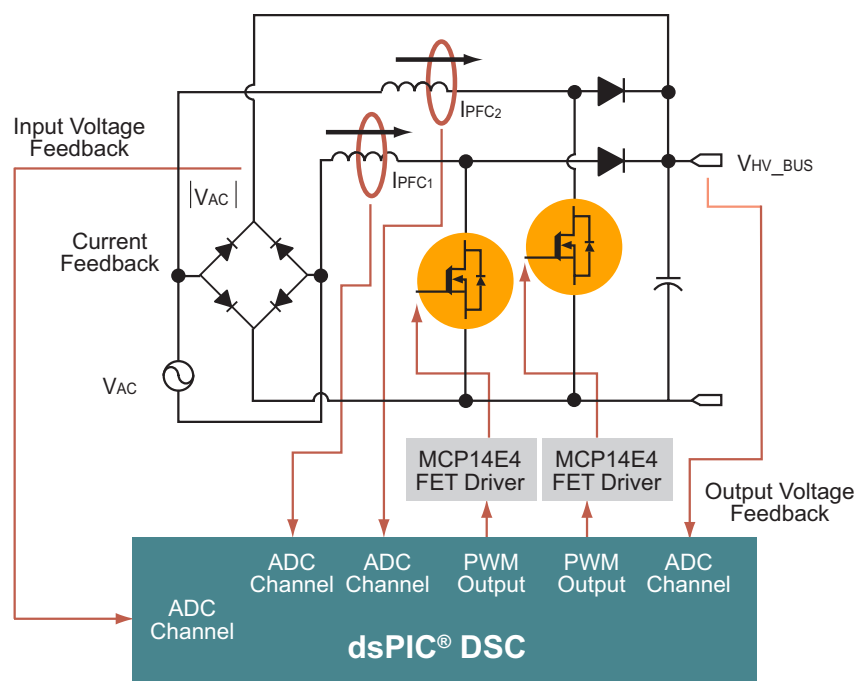 IPFC2
Input Voltage
Feedback
IPFC1
VHV_BUS
|VAC|
Current
Feedback
VAC
MCP14E4
FET Driver
MCP14E4
FET Driver
Output Voltage
Feedback
ADC
Channel
ADC
Channel
ADC
Channel
PWM
Output
PWM
Output
ADC
Channel
dsPIC® DSC